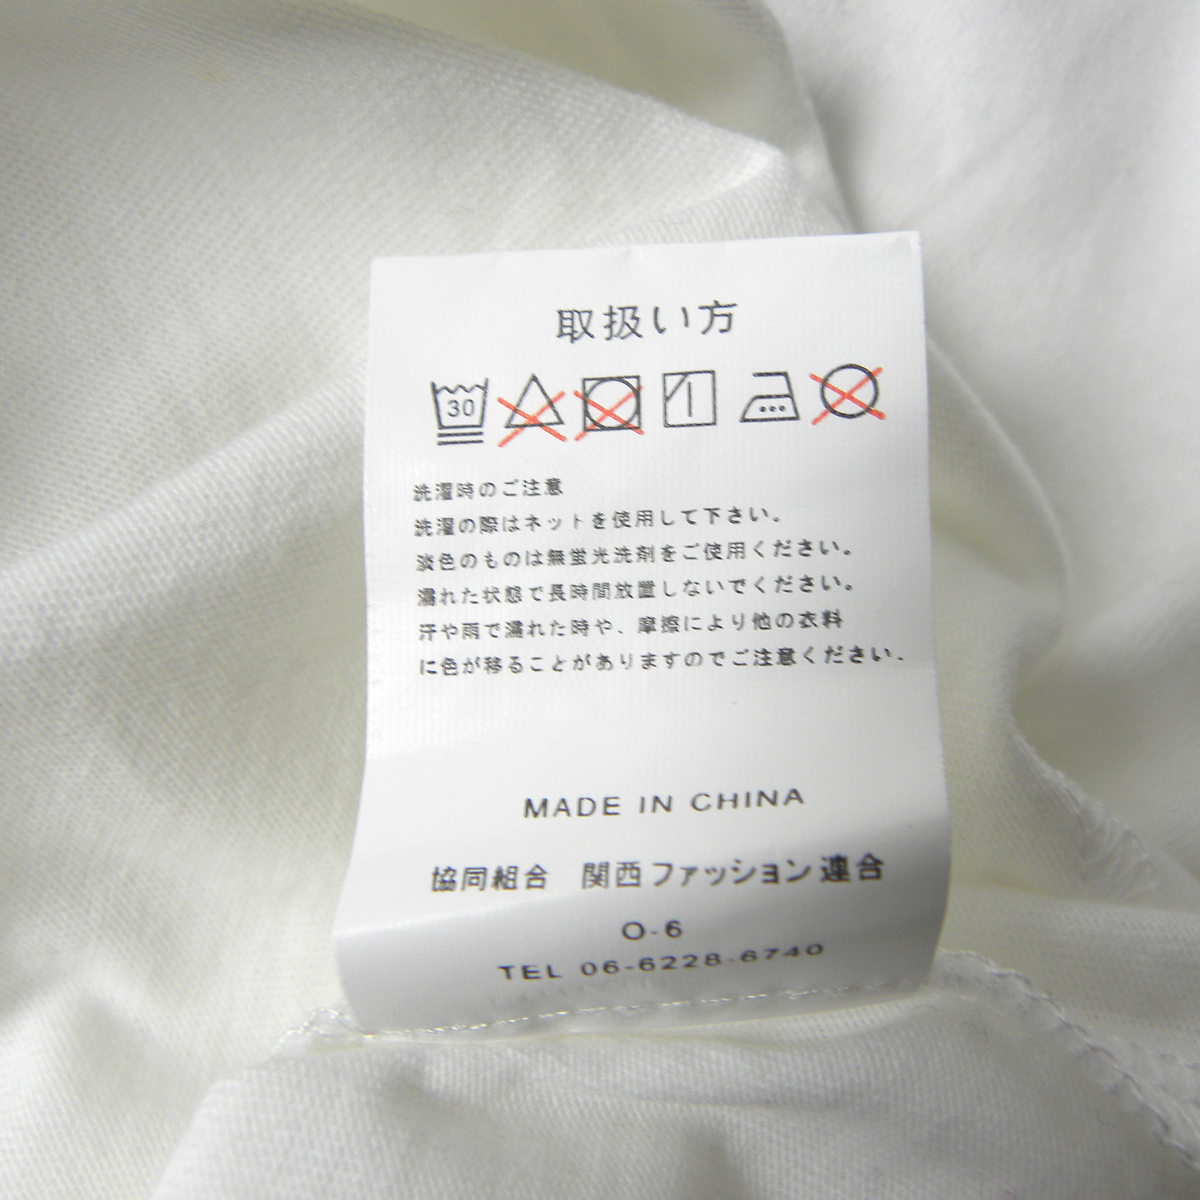 取扱い方
30
洗濯時のご注意
洗濯の際はネットを使用して下さい。
淡色のものは無蛍光洗剤をご使用ください。
濡れた状態で長時間放置しないでください。
汗や雨で濡れた時や、摩擦により他の衣料
に色が移ることがありますのでご注意ください.
MADE IN CHINA
協同組合 関西ファッション連合
O-6
TEL 06-6228-6740